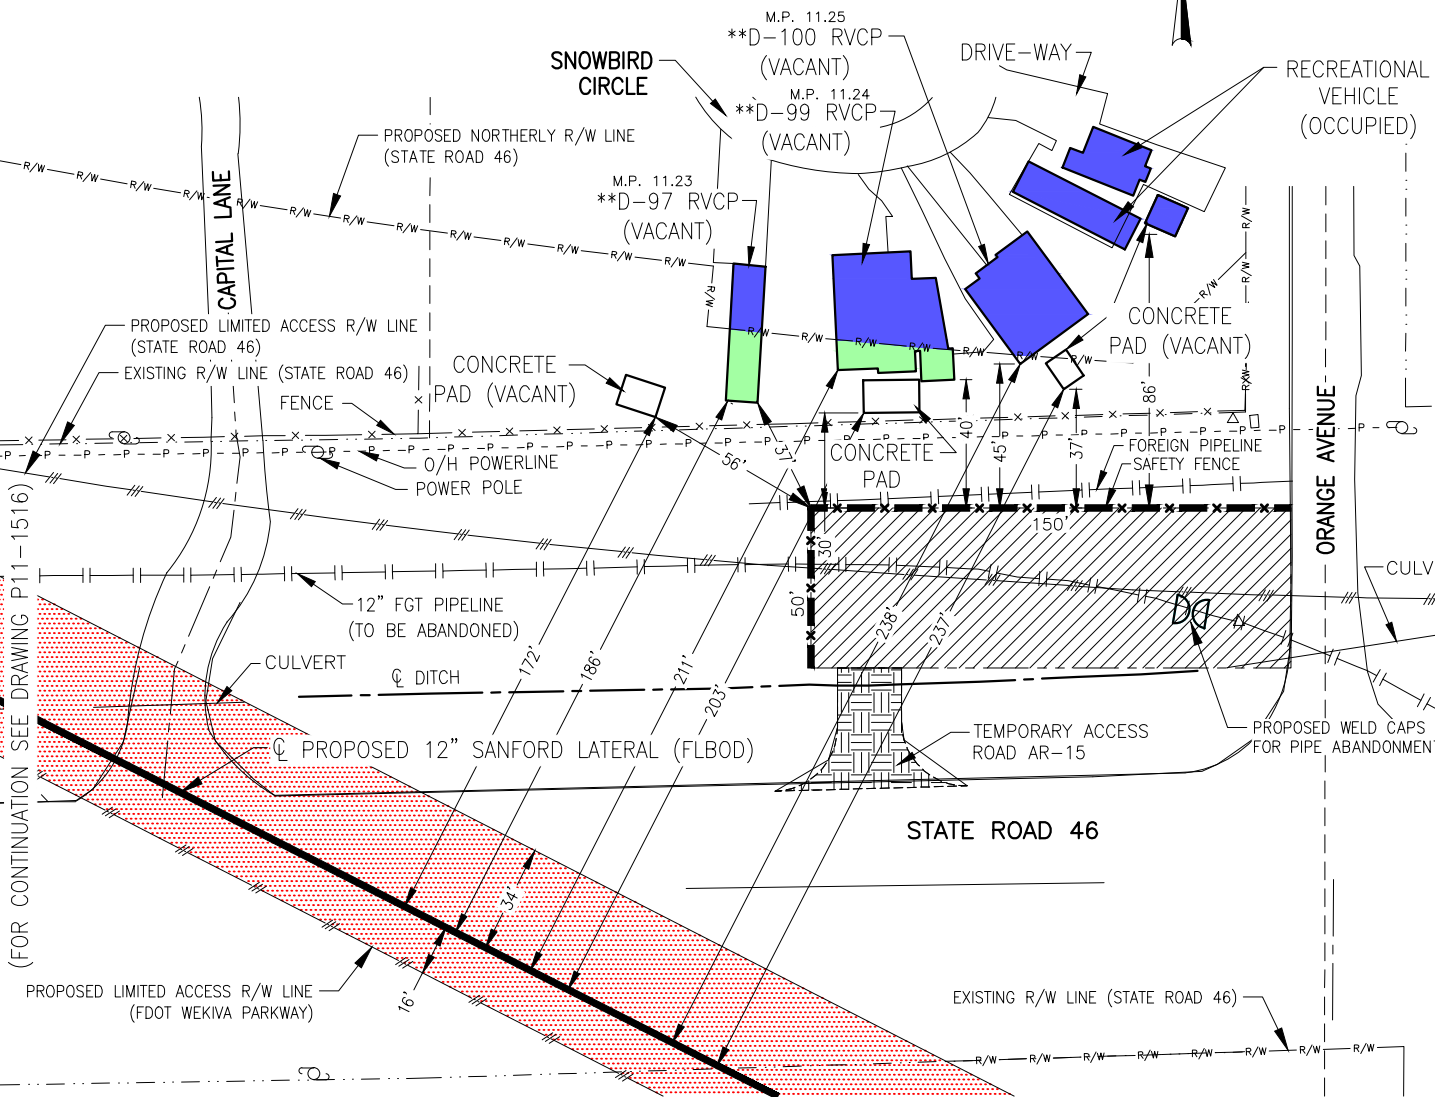 M.P. 11.25
**D-100 RVCP
(VACANT)
SNOWBIRD
CIRCLE
DRIVE-WAY
RECREATIONAL
VEHICLE
(OCCUPIED)
M.P. 11.24
**D-99 RVCP
(VACANT)
PROPOSED NORTHERLY R/W LINE
(STATE ROAD 46)
M.P. 11.23
**D-97 RVCP
(VACANT)
CAPITAL LANE
PROPOSED LIMITED ACCESS R/W LINE
(STATE ROAD 46)
EXISTING R/W LINE (STATE ROAD 46)
FENCE
CONCRETE
PAD (VACANT)
CONCRETE
PAD (VACANT)
86'
ORANGE AVENUE
O/H POWERLINE
POWER POLE
56'
37'
CONCRETE
PAD
40'
45'
37'
FOREIGN PIPELINE
SAFETY FENCE
150'
30'
50'
CULV
12" FGT PIPELINE
(TO BE ABANDONED)
CULVERT
℄ DITCH
172'
186'
211'
203'
238'
237'
(FOR CONTINUATION SEE DRAWING P11-1516)
℄ PROPOSED 12" SANFORD LATERAL (FLBOD)
TEMPORARY ACCESS
ROAD AR-15
PROPOSED WELD CAPS
FOR PIPE ABANDONMENT
STATE ROAD 46
34'
16'
PROPOSED LIMITED ACCESS R/W LINE
(FDOT WEKIVA PARKWAY)
EXISTING R/W LINE (STATE ROAD 46)
R/W R/W R/W R/W R/W R/W R/W R/W